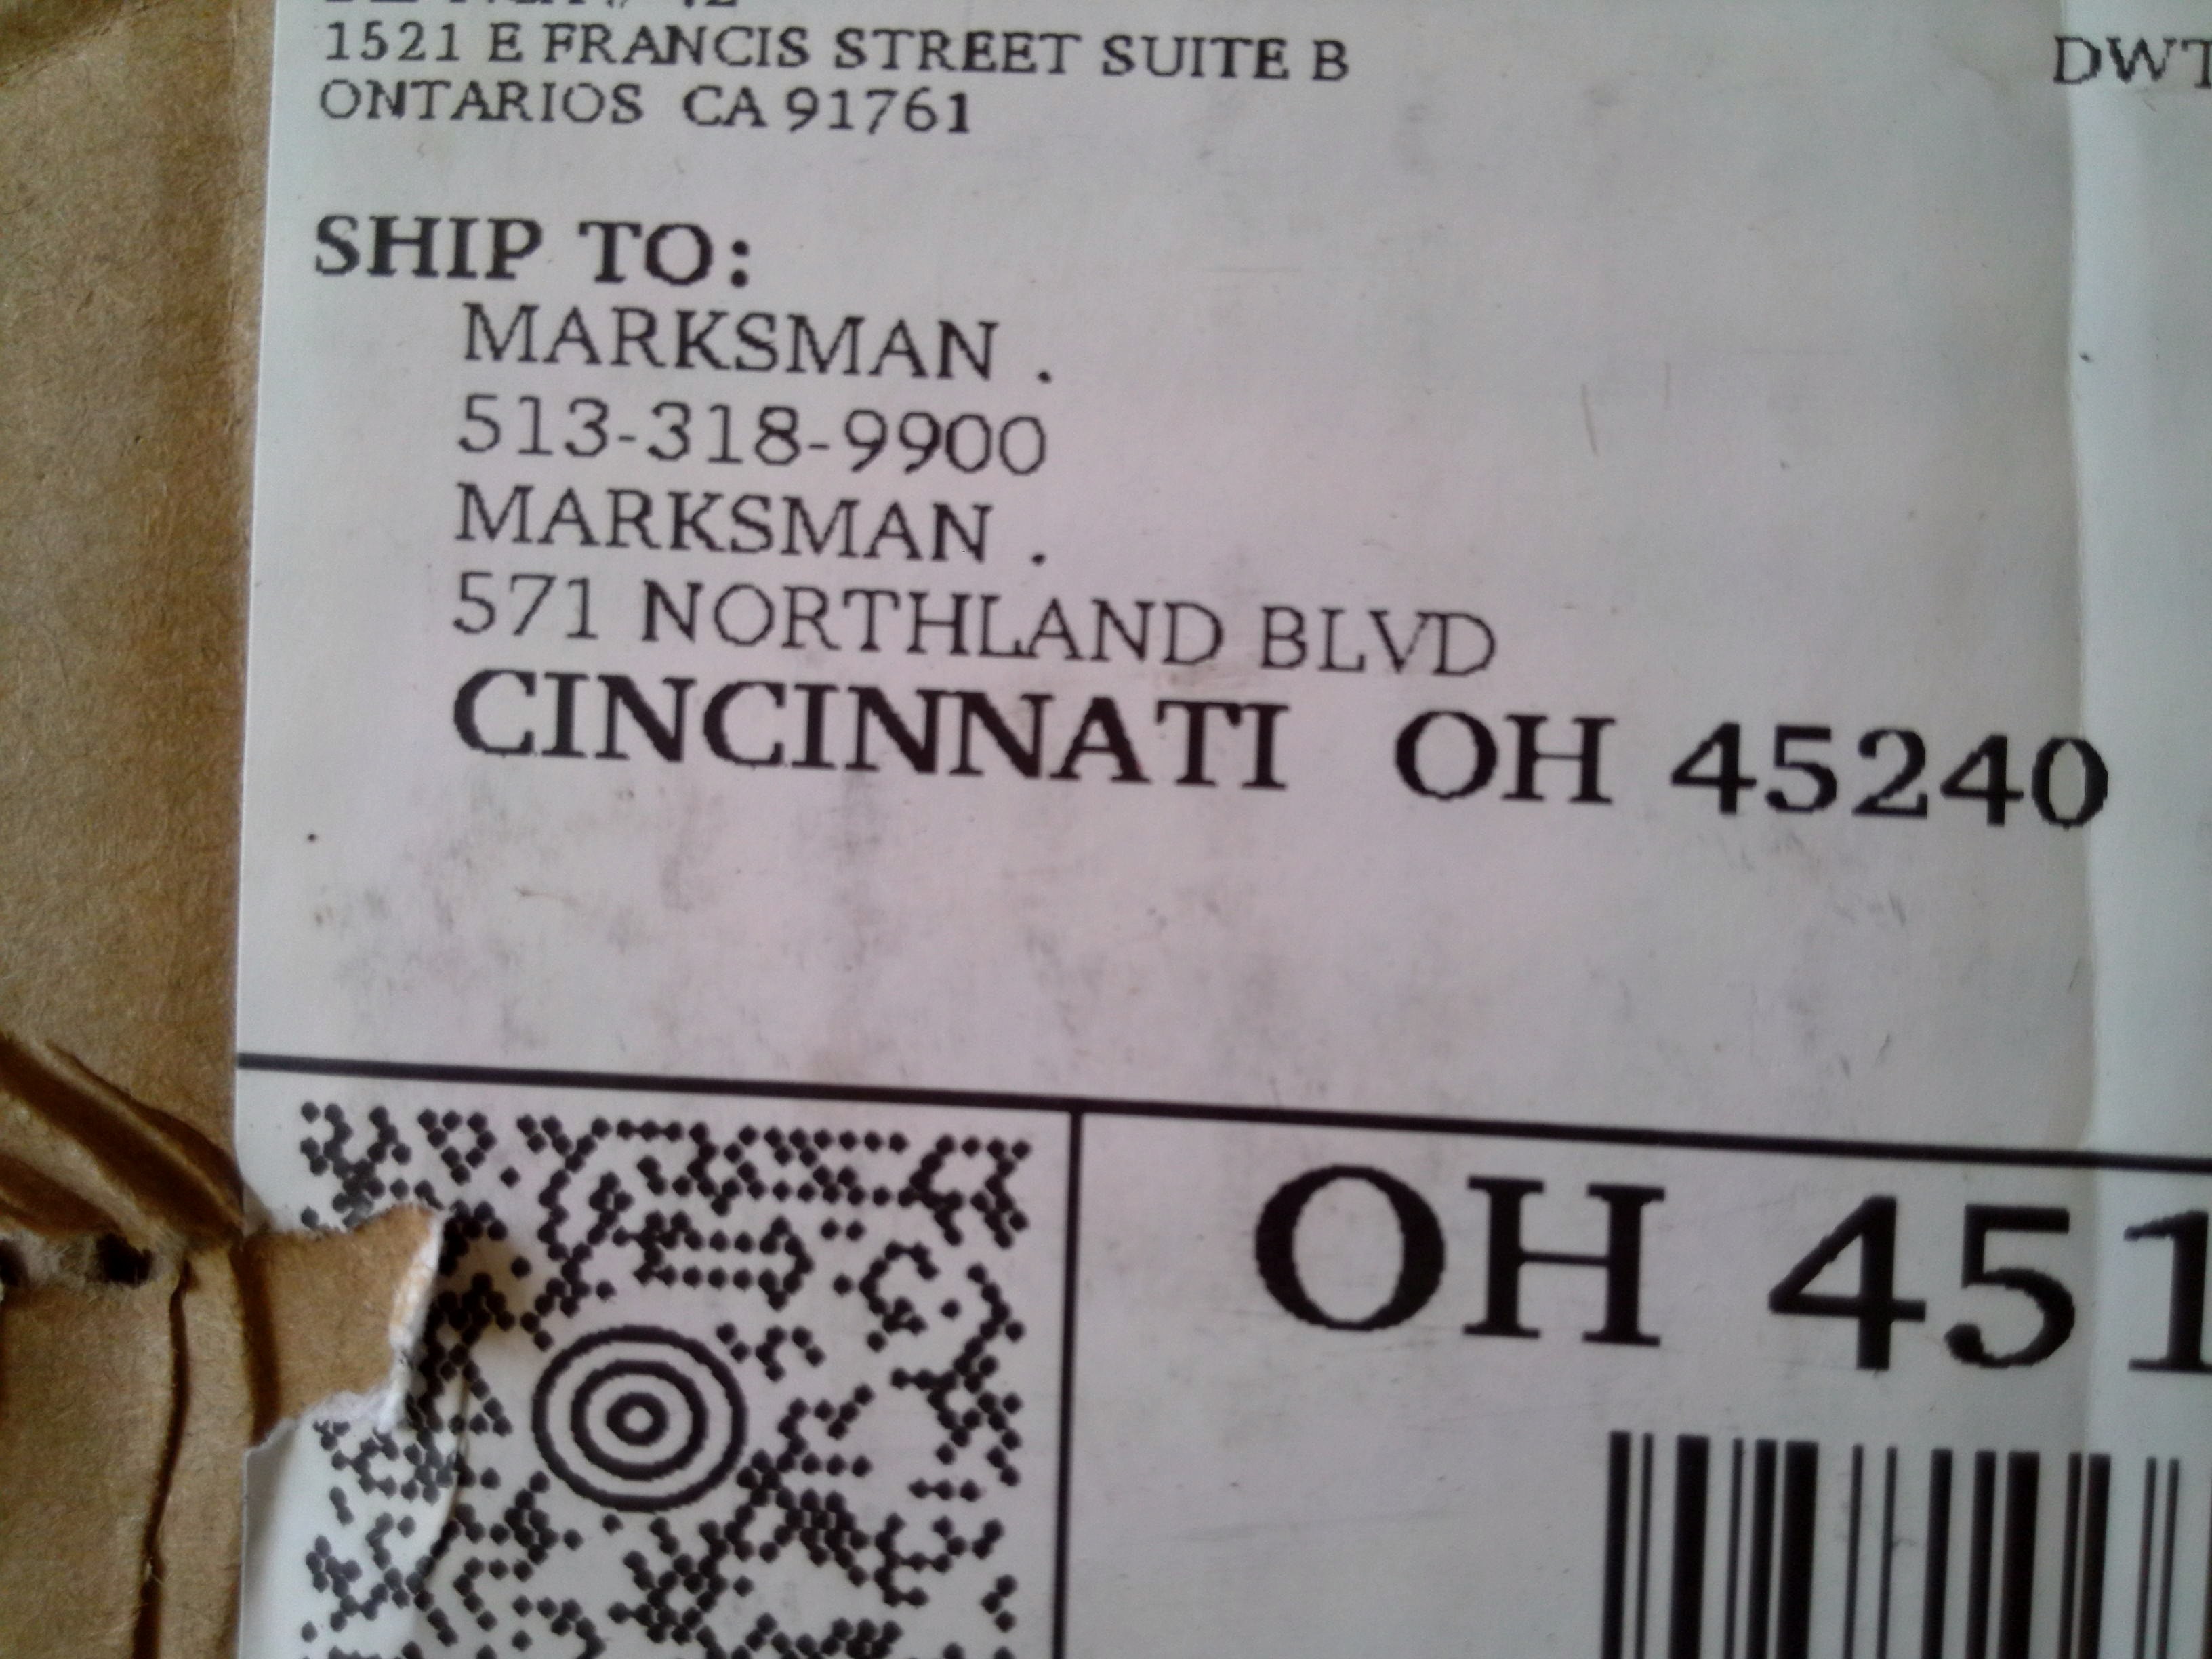 1521 E FRANCIS STREET SUITE B
DWT
ONTARIOS CA 91761
SHIP TO:
MARKSMAN .
513-318-9900
MARKSMAN .
571 NORTHLAND BLVD
CINCINNATI OH 45240
OH 451